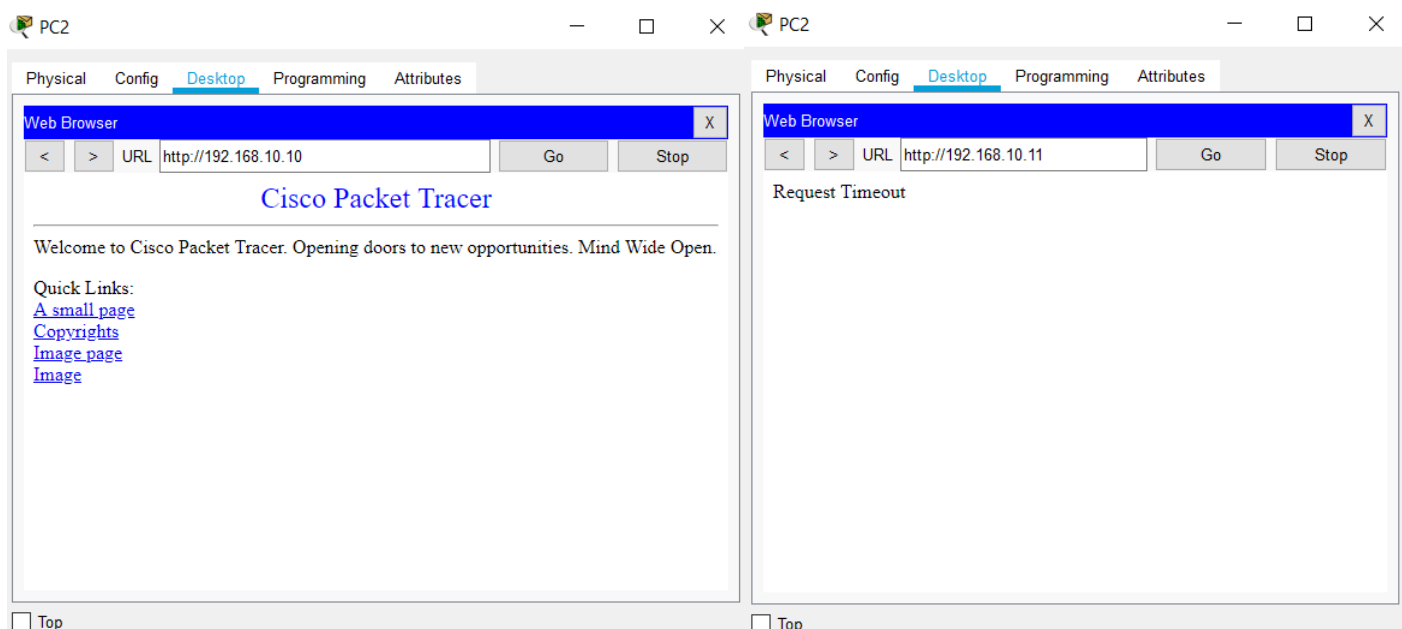 PC2
Physical Config Desktop Programming Attributes
Web Browser X
< > URL http://192.168.10.10 Go Stop
Cisco Packet Tracer
Welcome to Cisco Packet Tracer. Opening doors to new opportunities. Mind Wide Open.
Quick Links:
A small page
Copyrights
Image page
Image
Top
PC2
Physical Config Desktop Programming Attributes
Web Browser X
< > URL http://192.168.10.11 Go Stop
Request Timeout
Top